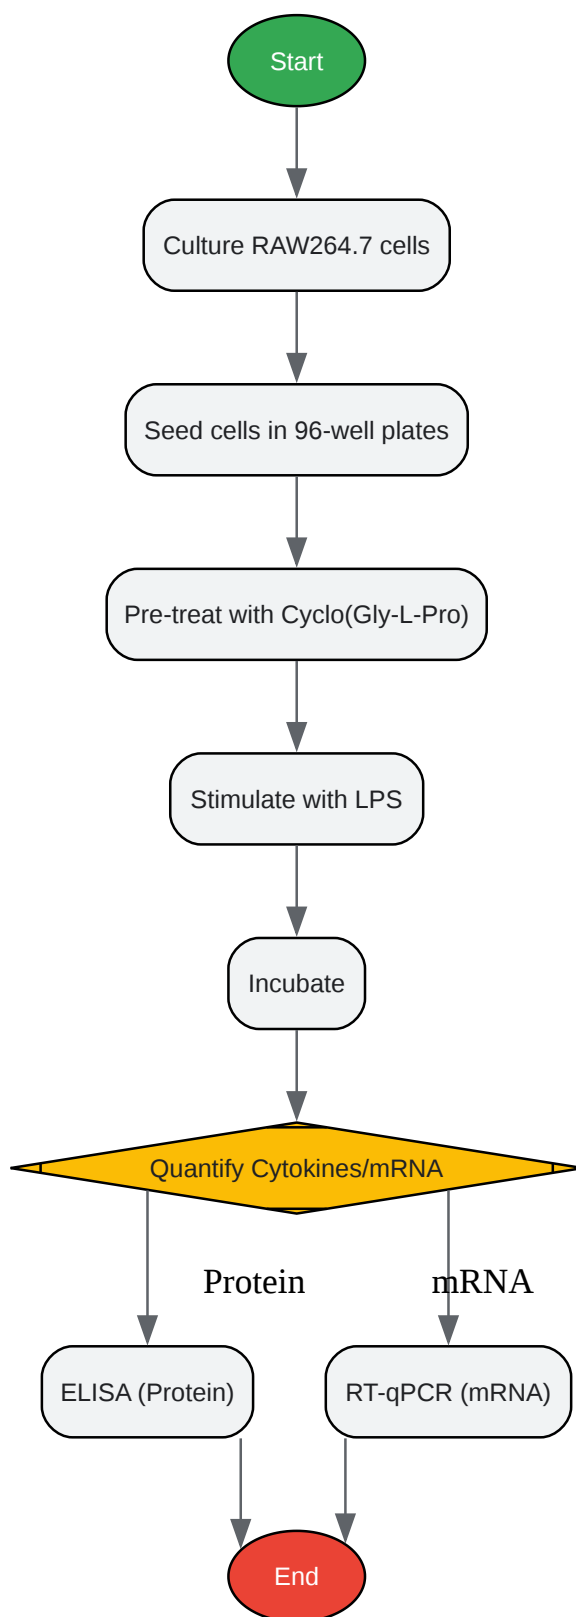 Start
Culture RAW264.7 cells
Seed cells in 96-well plates
Pre-treat with Cyclo(Gly-L-Pro)
Stimulate with LPS
Incubate
Quantify Cytokines/mRNA
Protein
mRNA
ELISA (Protein)
RT-qPCR (mRNA)
End